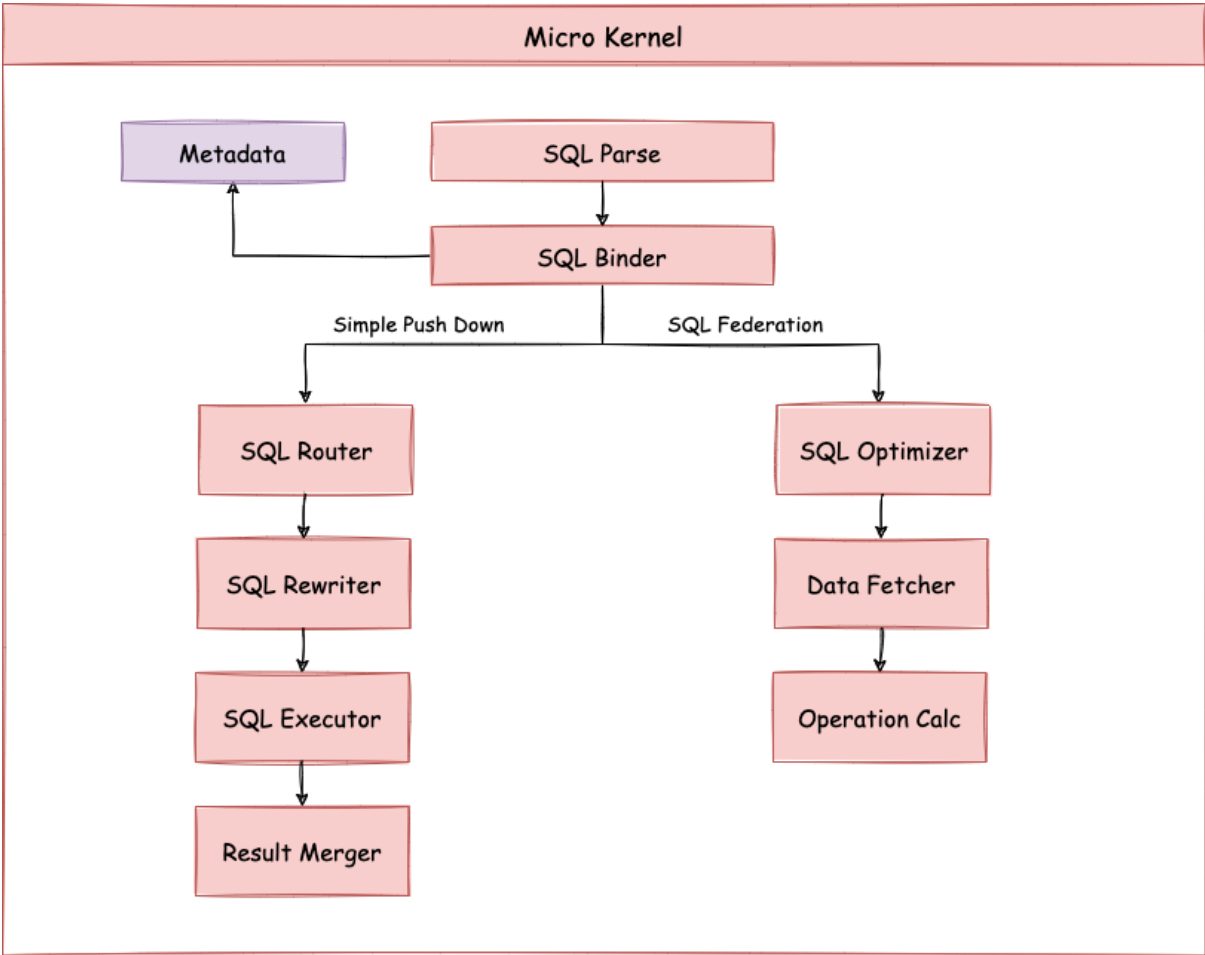 Micro Kernel
Metadata
SQL Parse
SQL Binder
Simple Push Down
SQL Federation
SQL Router
SQL Optimizer
SQL Rewriter
Data Fetcher
SQL Executor
Operation Calc
Result Merger